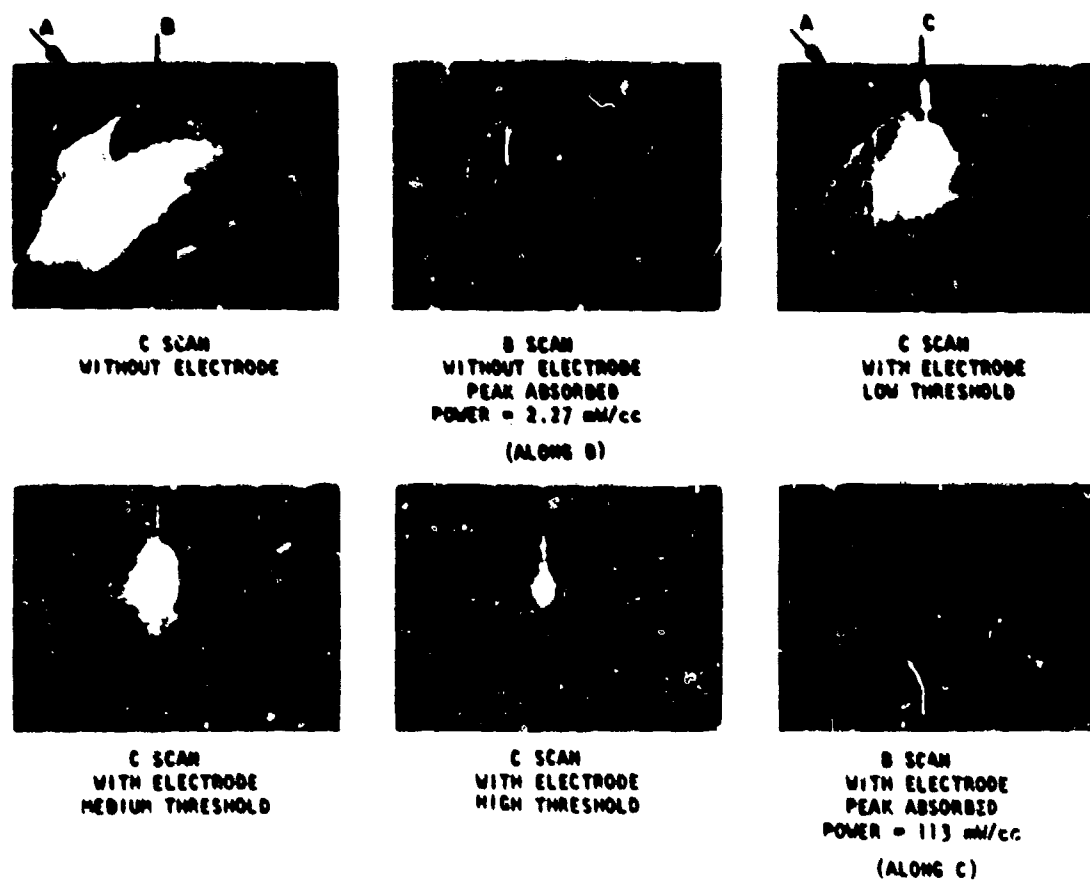 A
B
A
C
C SCAN
WITHOUT ELECTRODE
B SCAN
WITHOUT ELECTRODE
PEAK ABSORBED
POWER = 2.27 mW/cc
(ALONG B)
C SCAN
WITH ELECTRODE
LOW THRESHOLD
C SCAN
WITH ELECTRODE
MEDIUM THRESHOLD
C SCAN
WITH ELECTRODE
HIGH THRESHOLD
B SCAN
WITH ELECTRODE
PEAK ABSORBED
POWER = 113 mW/cc
(ALONG C)